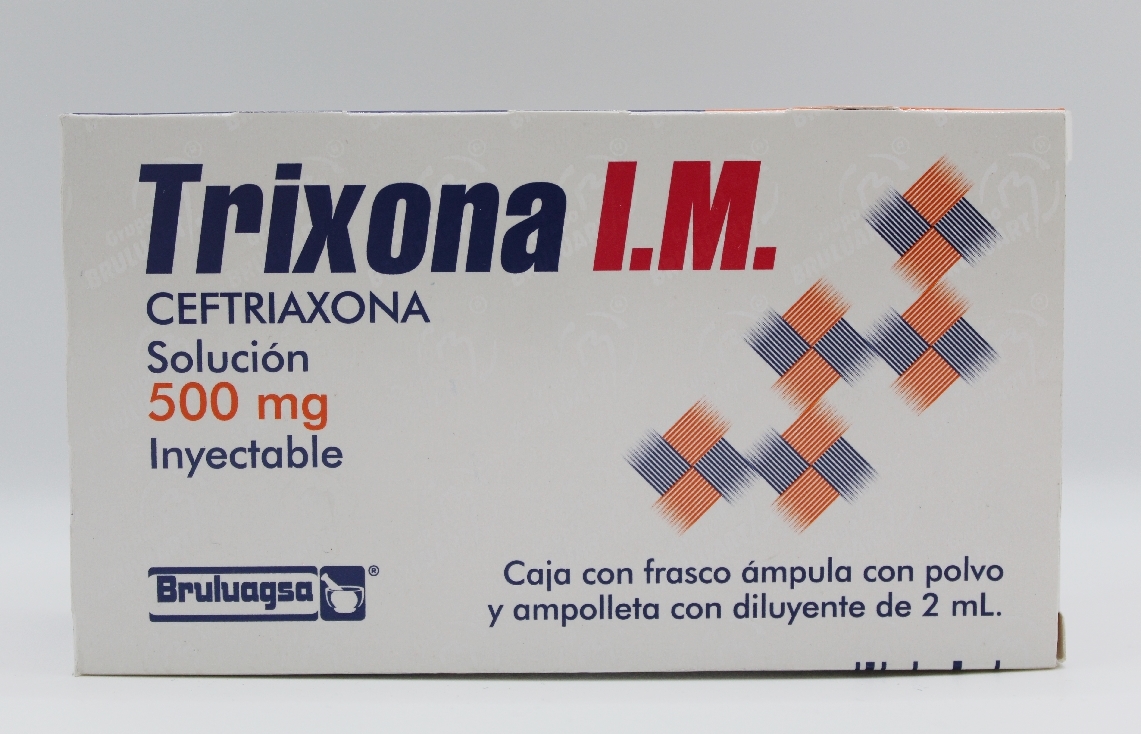 Trixona I.M.
CEFTRIAXONA
Solución
500 mg
Inyectable
Bruluagsa ®
Caja con frasco ámpula con polvo
y ampolleta con diluyente de 2 mL.